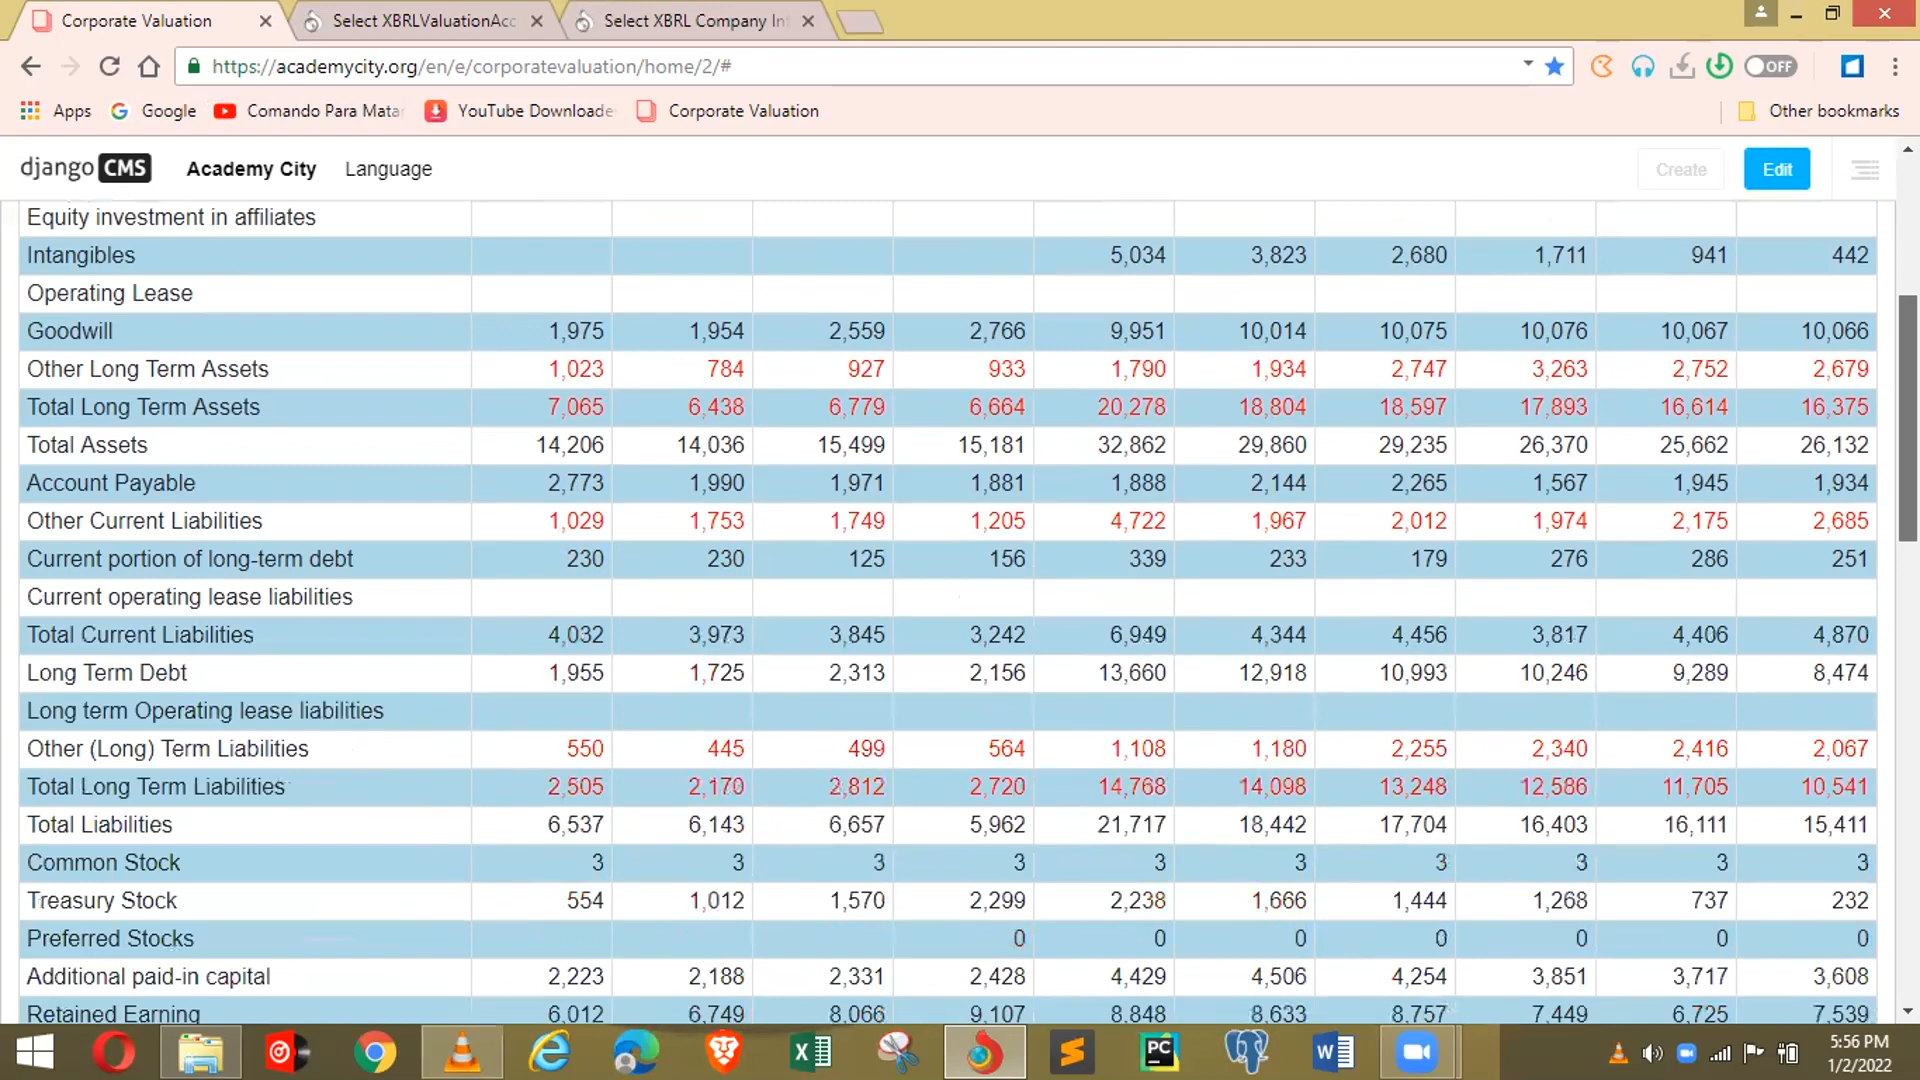 Corporate Valuation
Select XBRLValuationAcc
Select XBRL Company Int
https://academycity.org/en/e/corporatevaluation/home/2/#
OFF
Apps Google Comando Para Matar YouTube Downloade Corporate Valuation Other bookmarks
django CMS Academy City Language Create Edit
Equity investment in affiliates
Intangibles 5,034 3,823 2,680 1,711 941 442
Operating Lease
Goodwill 1,975 1,954 2,559 2,766 9,951 10,014 10,075 10,076 10,067 10,066
Other Long Term Assets 1,023 784 927 933 1,790 1,934 2,747 3,263 2,752 2,679
Total Long Term Assets 7,065 6,438 6,779 6,664 20,278 18,804 18,597 17,893 16,614 16,375
Total Assets 14,206 14,036 15,499 15,181 32,862 29,860 29,235 26,370 25,662 26,132
Account Payable 2,773 1,990 1,971 1,881 1,888 2,144 2,265 1,567 1,945 1,934
Other Current Liabilities 1,029 1,753 1,749 1,205 4,722 1,967 2,012 1,974 2,175 2,685
Current portion of long-term debt 230 230 125 156 339 233 179 276 286 251
Current operating lease liabilities
Total Current Liabilities 4,032 3,973 3,845 3,242 6,949 4,344 4,456 3,817 4,406 4,870
Long Term Debt 1,955 1,725 2,313 2,156 13,660 12,918 10,993 10,246 9,289 8,474
Long term Operating lease liabilities
Other (Long) Term Liabilities 550 445 499 564 1,108 1,180 2,255 2,340 2,416 2,067
Total Long Term Liabilities 2,505 2,170 2,812 2,720 14,768 14,098 13,248 12,586 11,705 10,541
Total Liabilities 6,537 6,143 6,657 5,962 21,717 18,442 17,704 16,403 16,111 15,411
Common Stock 3 3 3 3 3 3 3 3 3 3
Treasury Stock 554 1,012 1,570 2,299 2,238 1,666 1,444 1,268 737 232
Preferred Stocks 0 0 0 0 0 0 0
Additional paid-in capital 2,223 2,188 2,331 2,428 4,429 4,506 4,254 3,851 3,717 3,608
Retained Earning 6,012 6,749 8,066 9,107 8,848 8,633 8,757 7,449 6,725 7,539
PC
5:56 PM
1/2/2022